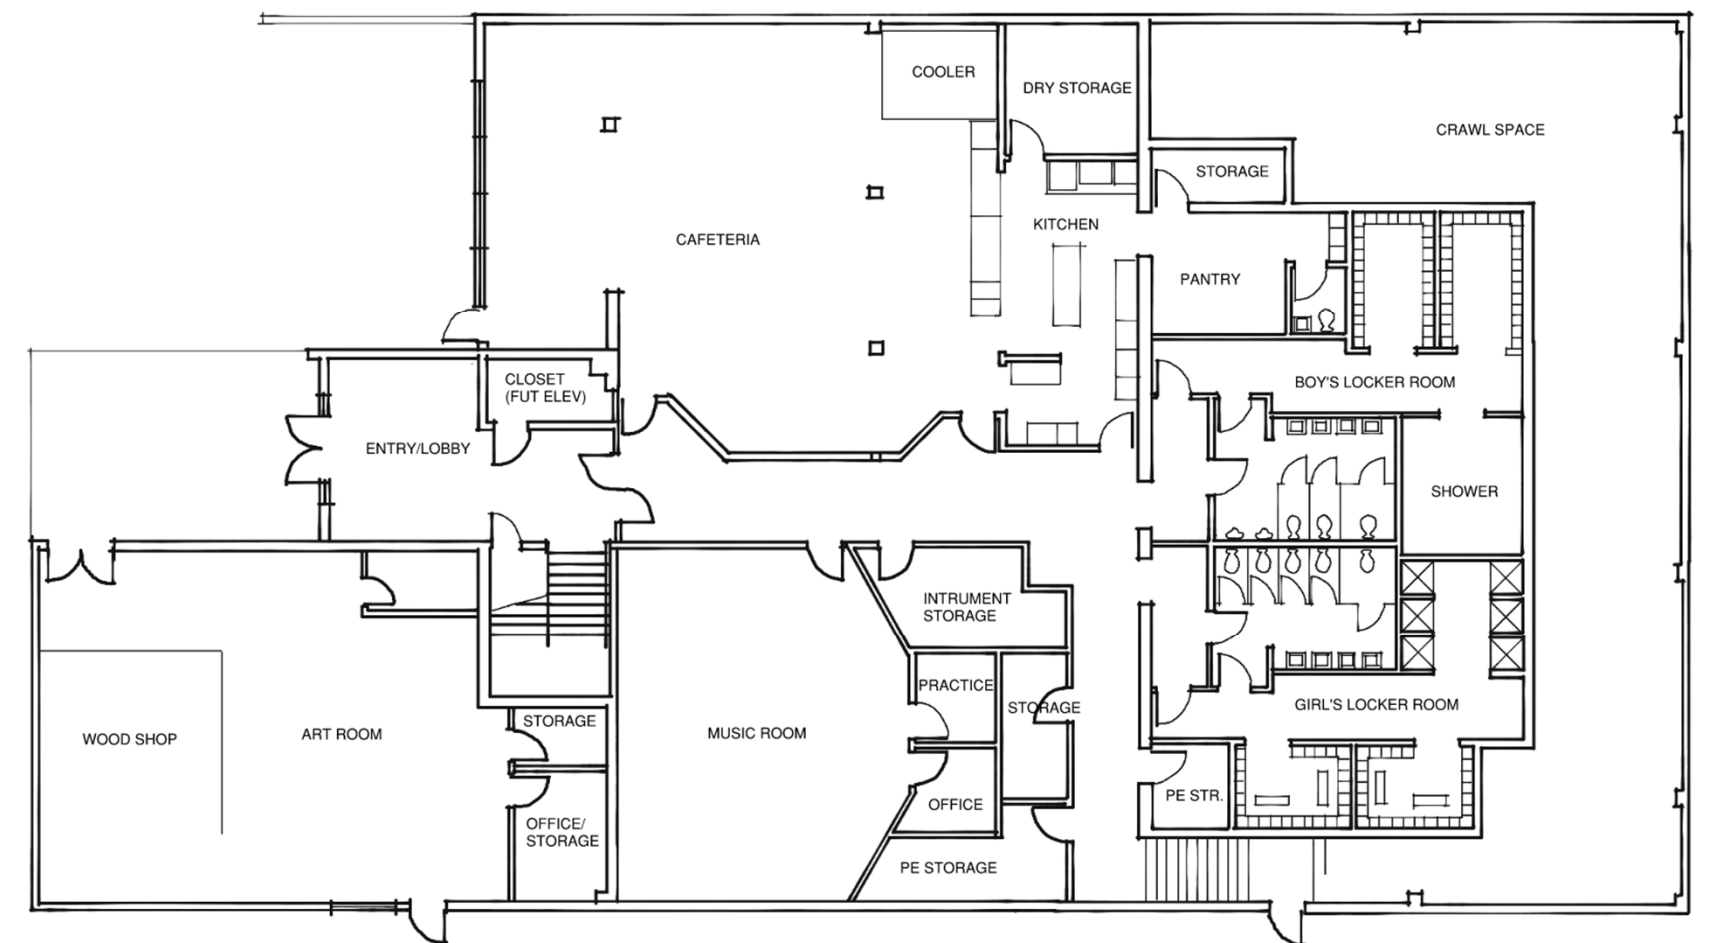 COOLER
DRY STORAGE
CRAWL SPACE
STORAGE
KITCHEN
CAFETERIA
PANTRY
CLOSET
(FUT ELEV)
BOY'S LOCKER ROOM
ENTRY/LOBBY
SHOWER
INTRUMENT
STORAGE
PRACTICE
STORAGE
GIRL'S LOCKER ROOM
STORAGE
WOOD SHOP
ART ROOM
MUSIC ROOM
PE STR.
OFFICE
OFFICE/
STORAGE
PE STORAGE